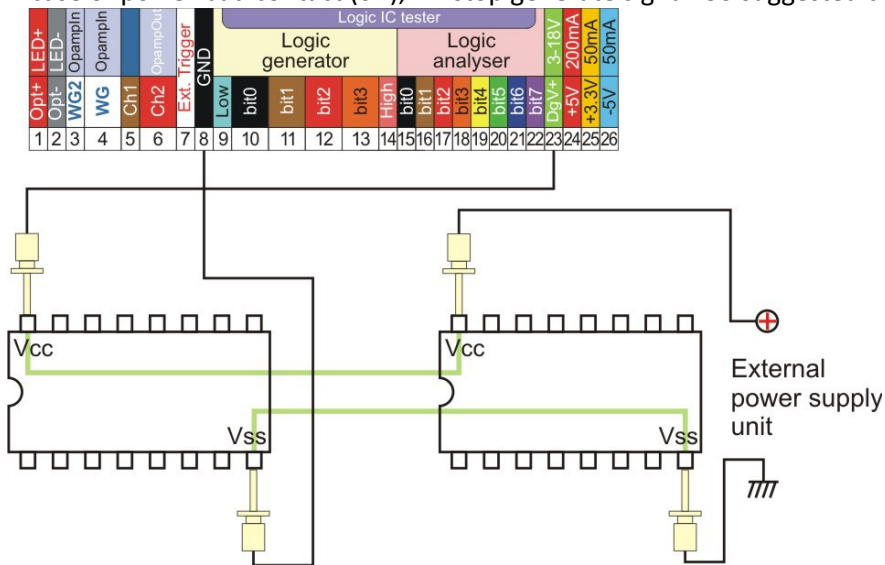 Logic IC tester
Logic generator
Logic analyser
LED+
LED-
OpampIn
OpampIn
OpampOut
Ext. Trigger
GND
3-18V
200mA
50mA
50mA
Opt+
Opt-
WG2
WG
Ch1
Ch2
Low
bit0
bit1
bit2
bit3
High
bit0
bit1
bit2
bit3
bit4
bit5
bit6
bit7
DgV+
+5V
+3.3V
-5V
1 2 3 4 5 6 7 8 9 10 11 12 13 14 15 16 17 18 19 20 21 22 23 24 25 26
Vcc
Vss
Vcc
Vss
External
power supply
unit